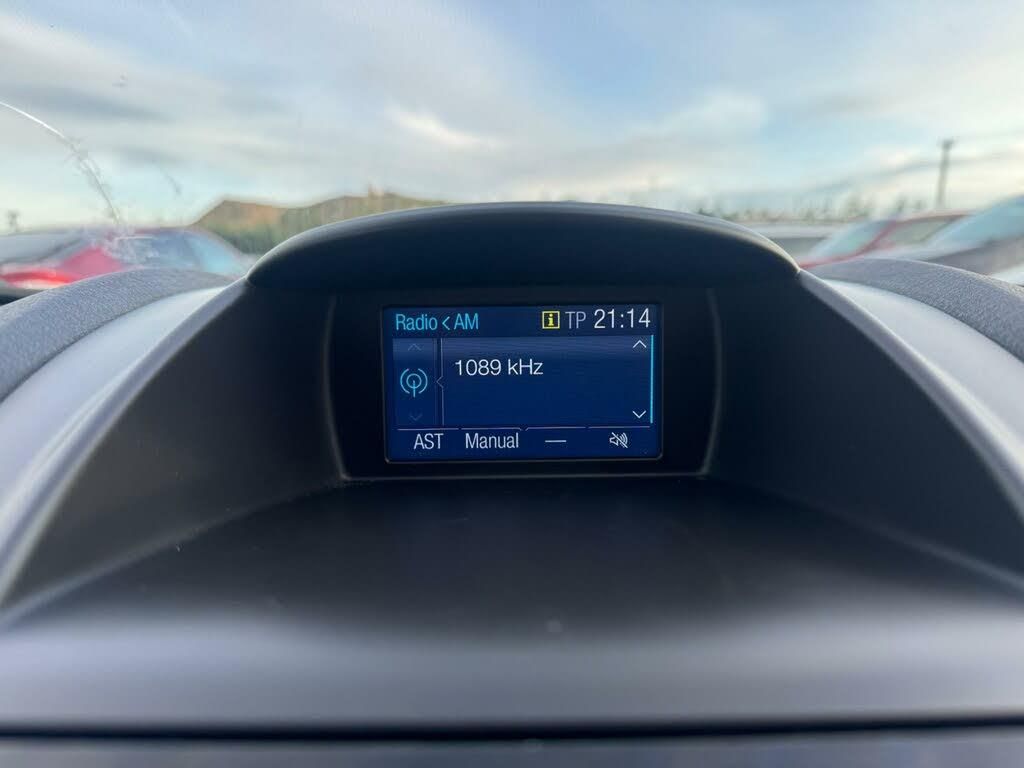 Radio < AM i TP 21:14
1089 kHz
AST Manual —